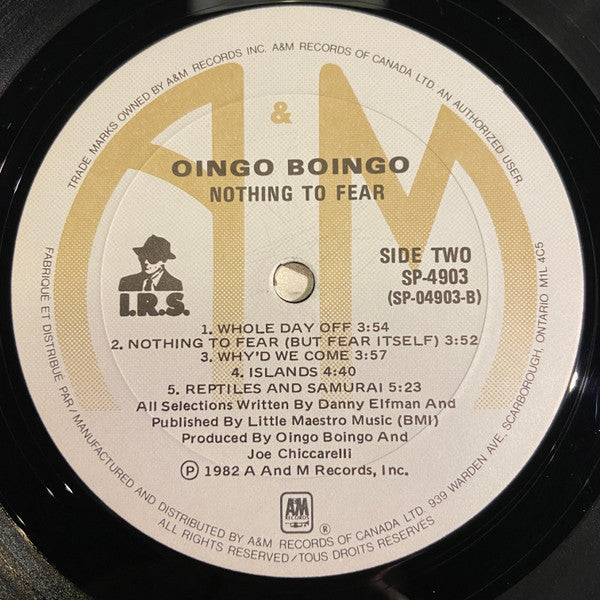 TRADE MARKS OWNED BY A&M RECORDS INC. A&M RECORDS OF CANADA LTD. AN AUTHORIZED USER
A&M
OINGO BOINGO
NOTHING TO FEAR
I.R.S.
SIDE TWO
SP-4903
(SP-04903-B)
1. WHOLE DAY OFF 3:54
2. NOTHING TO FEAR (BUT FEAR ITSELF) 3:52
3. WHY'D WE COME 3:57
4. ISLANDS 4:40
5. REPTILES AND SAMURAI 5:23
All Selections Written By Danny Elfman And
Published By Little Maestro Music (BMI)
Produced By Oingo Boingo And
Joe Chiccarelli
Ⓟ 1982 A And M Records, Inc.
A&M
RECORDS
®
FABRIQUÉ ET DISTRIBUÉ PAR / MANUFACTURED AND DISTRIBUTED BY A&M RECORDS OF CANADA LTD. 939 WARDEN AVE, SCARBOROUGH, ONTARIO M1L 4C5
ALL RIGHTS RESERVED/TOUS DROITS RÉSERVÉS